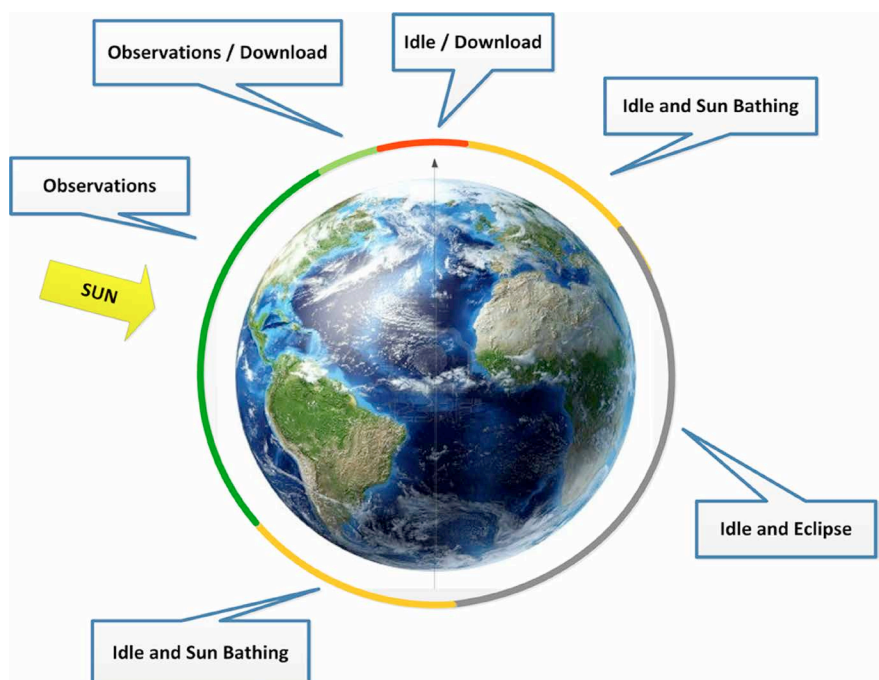 Observations / Download
Idle / Download
Idle and Sun Bathing
Observations
SUN
Idle and Eclipse
Idle and Sun Bathing